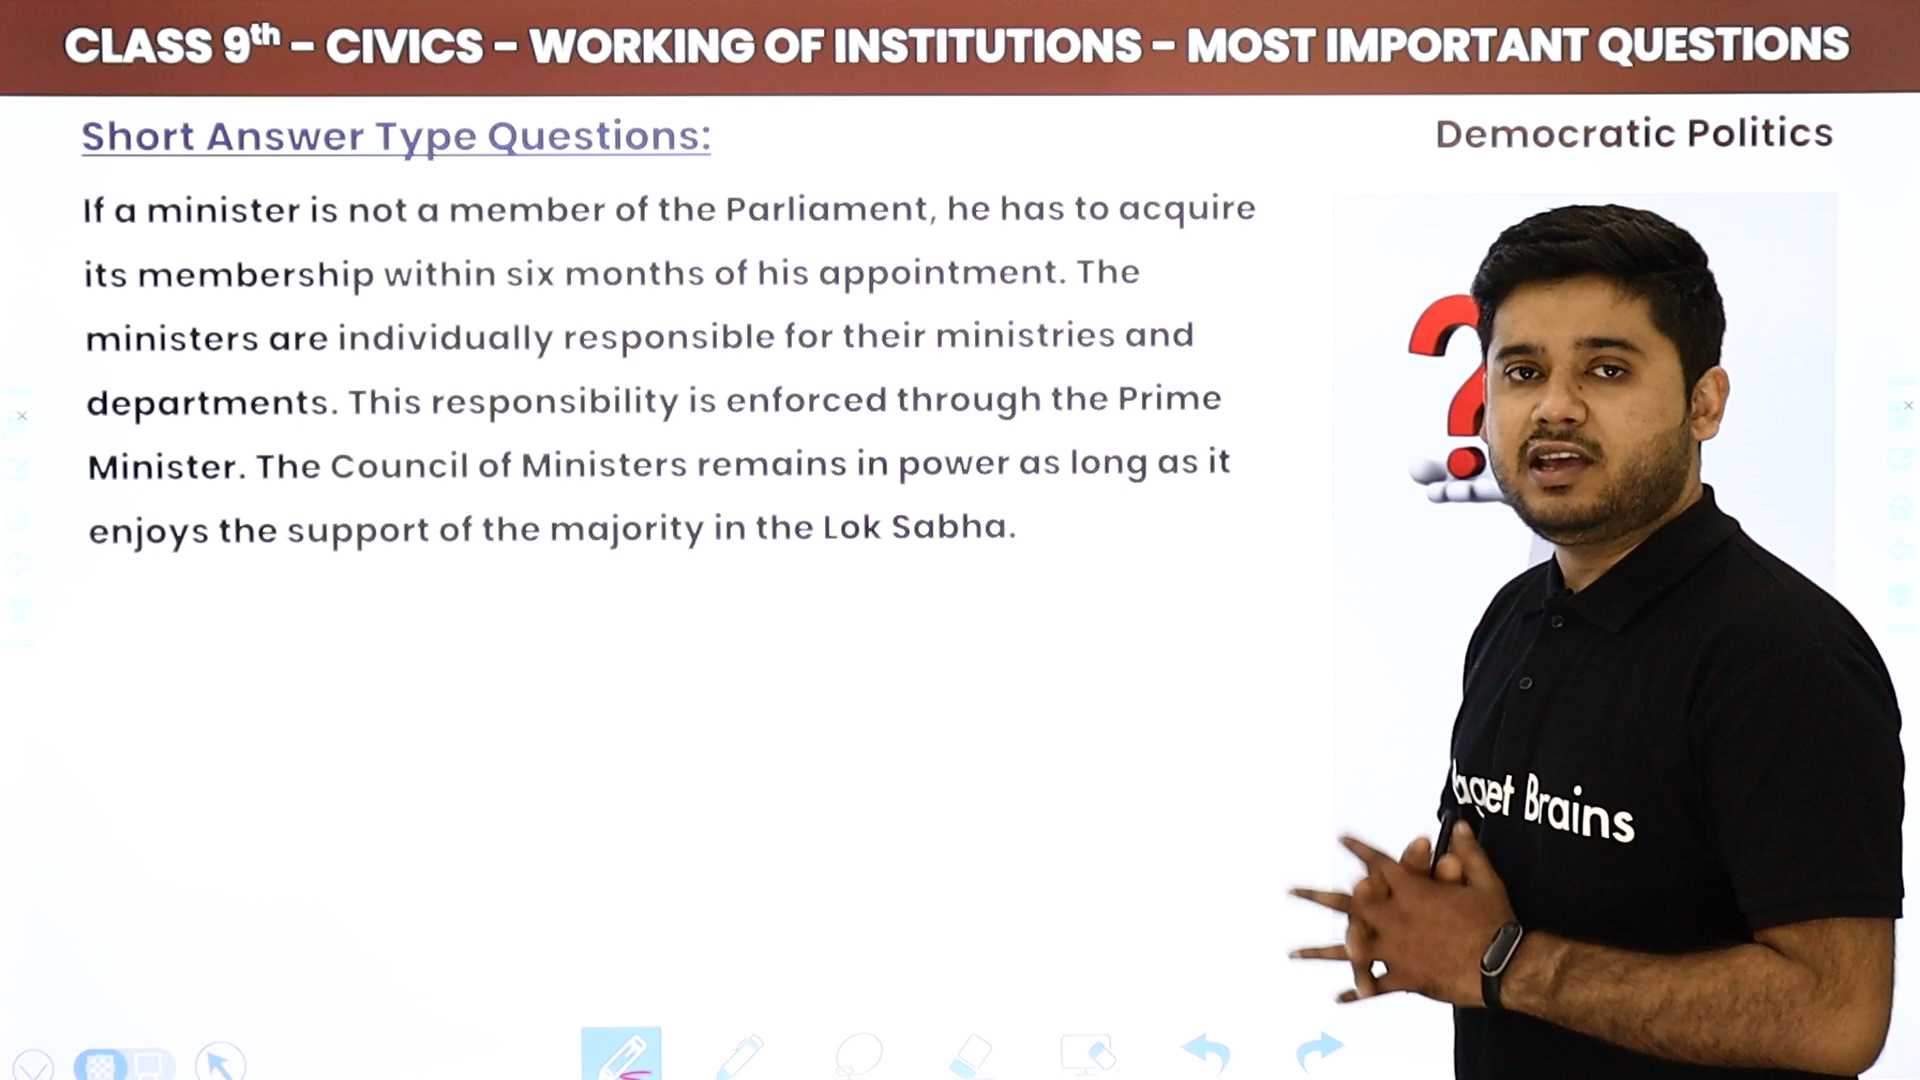 CLASS 9th – CIVICS – WORKING OF INSTITUTIONS – MOST IMPORTANT QUESTIONS
Short Answer Type Questions:
Democratic Politics
If a minister is not a member of the Parliament, he has to acquire
its membership within six months of his appointment. The
ministers are individually responsible for their ministries and
departments. This responsibility is enforced through the Prime
Minister. The Council of Ministers remains in power as long as it
enjoys the support of the majority in the Lok Sabha.
Brains